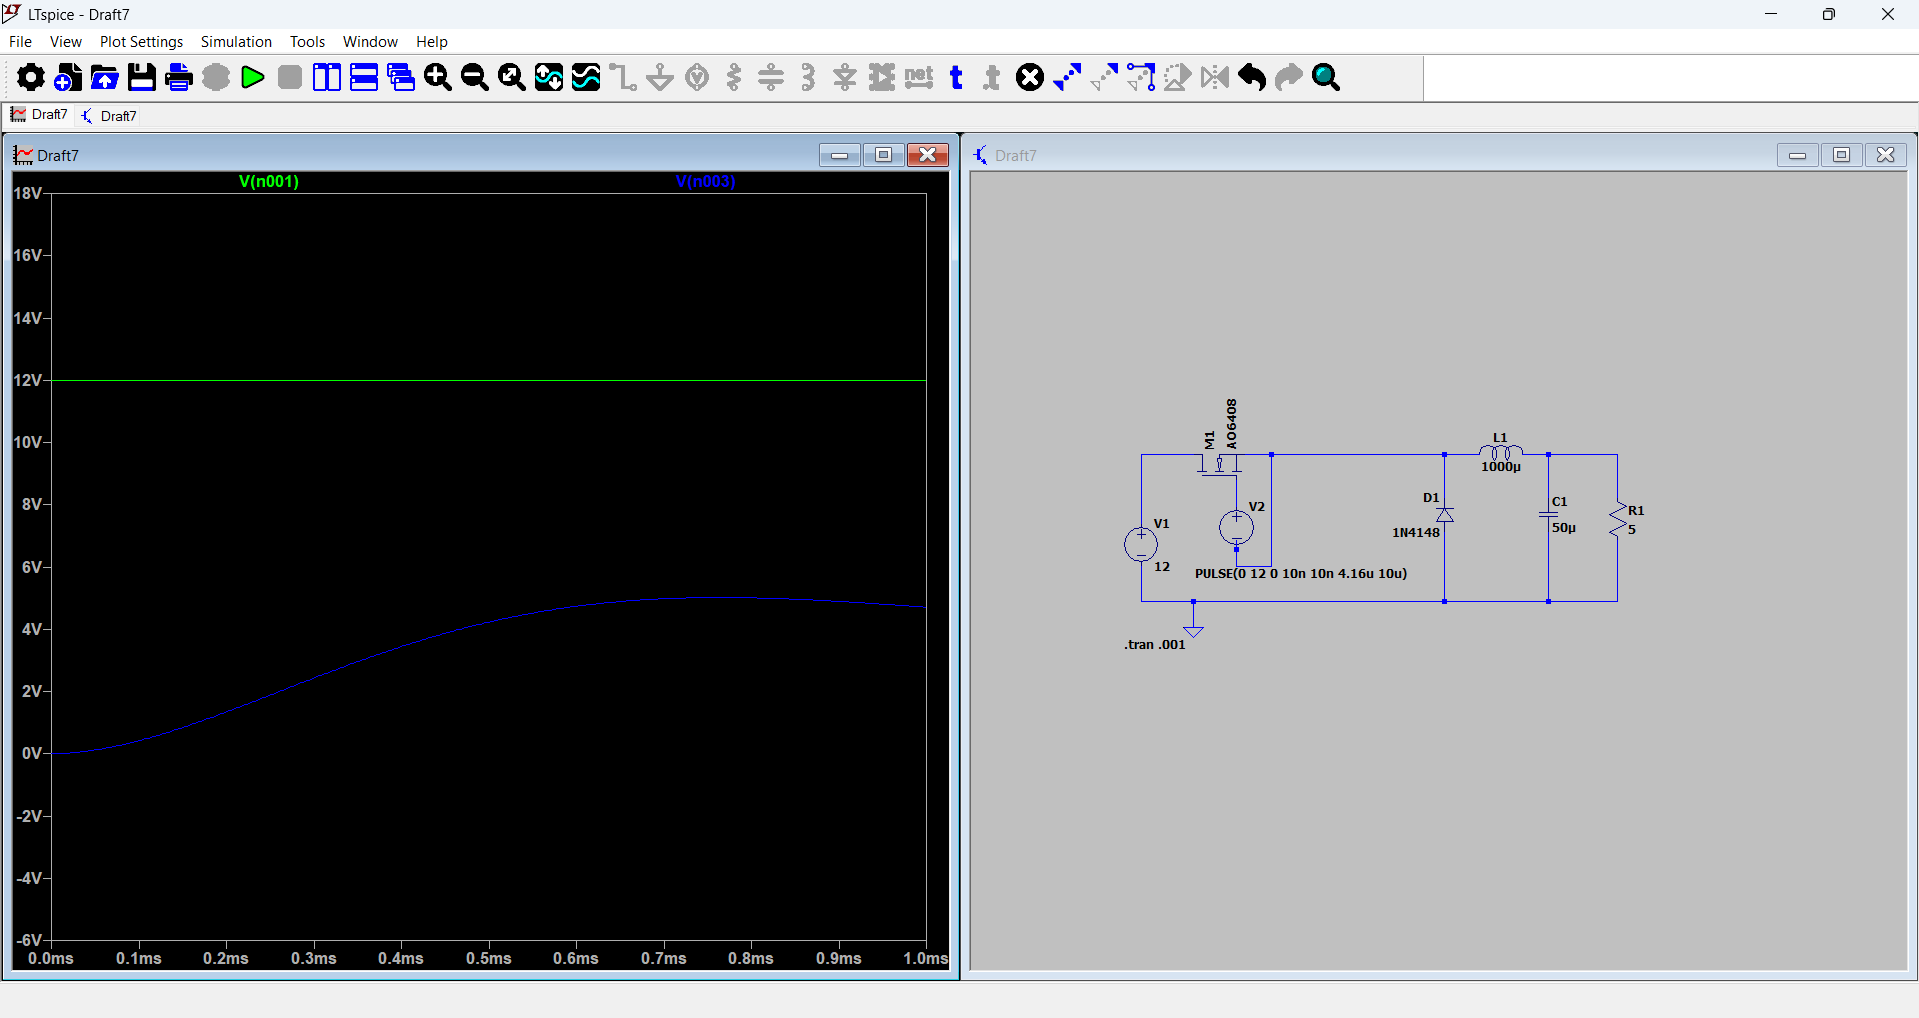 LTspice - Draft7
File View Plot Settings Simulation Tools Window Help
net t .t
Draft7 Draft7
Draft7
V(n001) V(n003)
18V
16V
14V
12V
10V
8V
6V
4V
2V
0V
-2V
-4V
-6V
0.0ms 0.1ms 0.2ms 0.3ms 0.4ms 0.5ms 0.6ms 0.7ms 0.8ms 0.9ms 1.0ms
Draft7
M1
AO6408
L1
1000µ
V1
12
V2
PULSE(0 12 0 10n 10n 4.16u 10u)
D1
1N4148
C1
50µ
R1
5
.tran .001